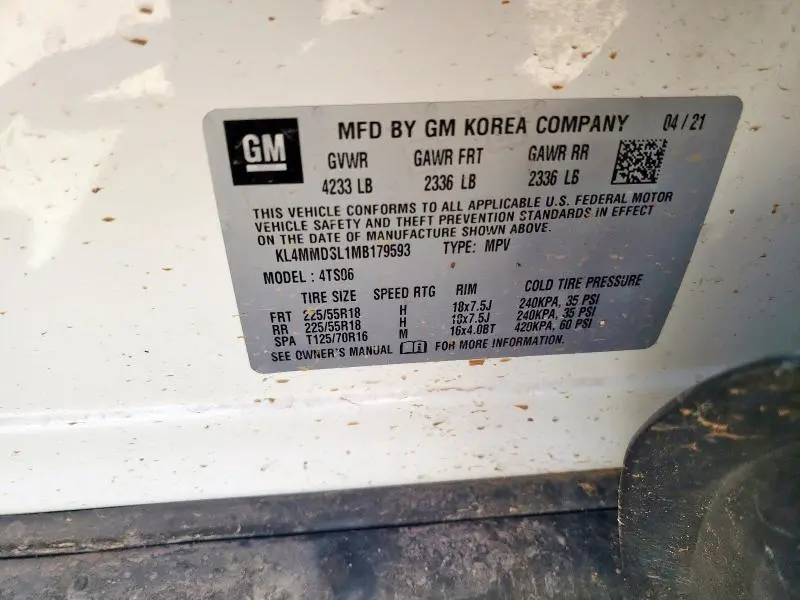 GM MFD BY GM KOREA COMPANY 04/21
GVWR GAWR FRT GAWR RR
4233 LB 2336 LB 2336 LB
THIS VEHICLE CONFORMS TO ALL APPLICABLE U.S. FEDERAL MOTOR
VEHICLE SAFETY AND THEFT PREVENTION STANDARDS IN EFFECT
ON THE DATE OF MANUFACTURE SHOWN ABOVE.
KL4MMDSL1MB179593 TYPE: MPV
MODEL: 4TS06
TIRE SIZE SPEED RTG RIM COLD TIRE PRESSURE
FRT 225/55R18 H 18x7.5J 240KPA, 35 PSI
RR 225/55R18 H 18x7.5J 240KPA, 35 PSI
SPA T125/70R16 M 16x4.0BT 420KPA, 60 PSI
SEE OWNER'S MANUAL FOR MORE INFORMATION.